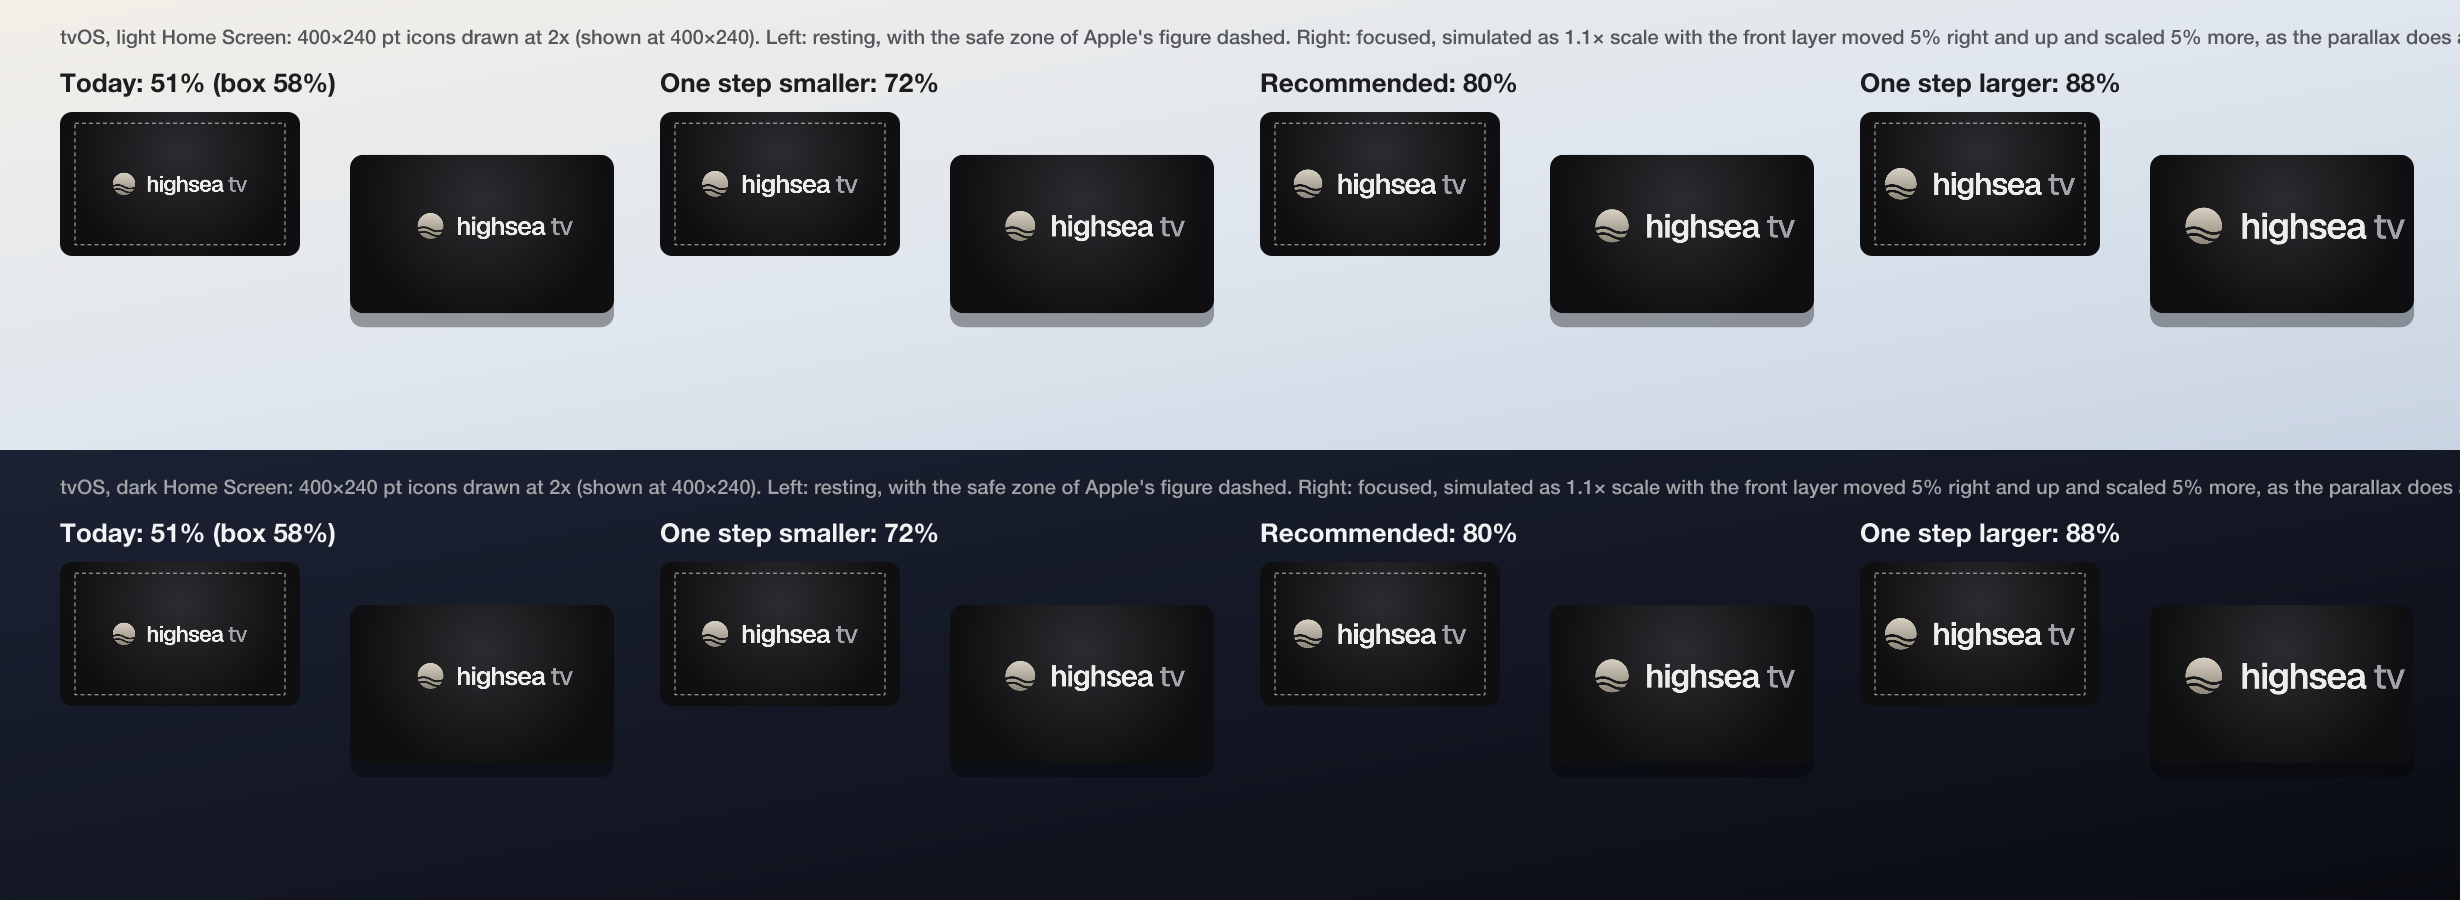 tvOS, light Home Screen: 400×240 pt icons drawn at 2x (shown at 400×240). Left: resting, with the safe zone of Apple's figure dashed. Right: focused, simulated as 1.1× scale with the front layer moved 5% right and up and scaled 5% more, as the parallax does
Today: 51% (box 58%)
One step smaller: 72%
Recommended: 80%
One step larger: 88%
highsea tv
highsea tv
highsea tv
highsea tv
highsea tv
highsea tv
highsea tv
highsea tv
tvOS, dark Home Screen: 400×240 pt icons drawn at 2x (shown at 400×240). Left: resting, with the safe zone of Apple's figure dashed. Right: focused, simulated as 1.1× scale with the front layer moved 5% right and up and scaled 5% more, as the parallax does
Today: 51% (box 58%)
One step smaller: 72%
Recommended: 80%
One step larger: 88%
highsea tv
highsea tv
highsea tv
highsea tv
highsea tv
highsea tv
highsea tv
highsea tv